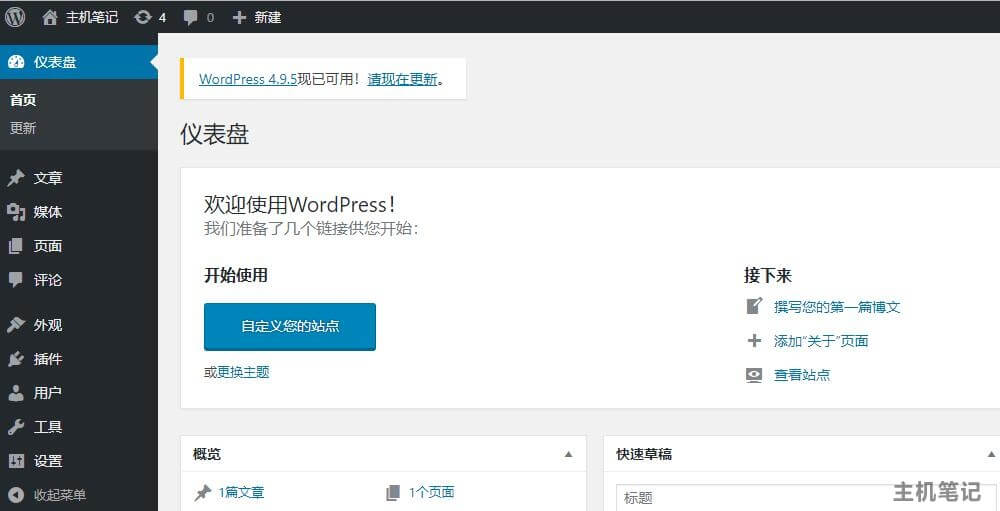 主机笔记 4 0 新建
仪表盘
首页
更新
文章
媒体
页面
评论
外观
插件
用户
工具
设置
收起菜单
WordPress 4.9.5现已可用！请现在更新。
仪表盘
欢迎使用WordPress！
我们准备了几个链接供您开始：
开始使用
自定义您的站点
或更换主题
接下来
撰写您的第一篇博文
添加“关于”页面
查看站点
概览
1篇文章
1个页面
快速草稿
标题
主机笔记